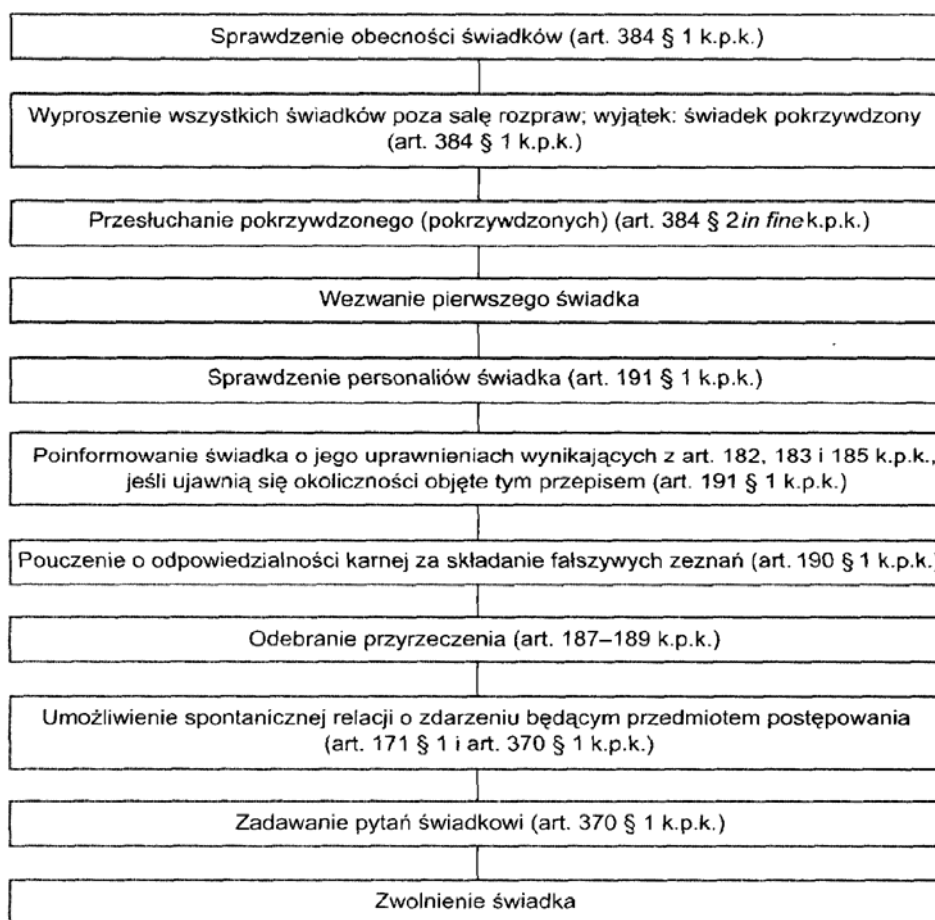 Sprawdzenie obecności świadków (art. 384 § 1 k.p.k.)
Wyproszenie wszystkich świadków poza salę rozpraw; wyjątek: świadek pokrzywdzony
(art. 384 § 1 k.p.k.)
Przesłuchanie pokrzywdzonego (pokrzywdzonych) (art. 384 § 2 in fine k.p.k.)
Wezwanie pierwszego świadka
Sprawdzenie personaliów świadka (art. 191 § 1 k.p.k.)
Poinformowanie świadka o jego uprawnieniach wynikających z art. 182, 183 i 185 k.p.k.,
jeśli ujawnią się okoliczności objęte tym przepisem (art. 191 § 1 k.p.k.)
Pouczenie o odpowiedzialności karnej za składanie fałszywych zeznań (art. 190 § 1 k.p.k.)
Odebranie przyrzeczenia (art. 187–189 k.p.k.)
Umożliwienie spontanicznej relacji o zdarzeniu będącym przedmiotem postępowania
(art. 171 § 1 i art. 370 § 1 k.p.k.)
Zadawanie pytań świadkowi (art. 370 § 1 k.p.k.)
Zwolnienie świadka